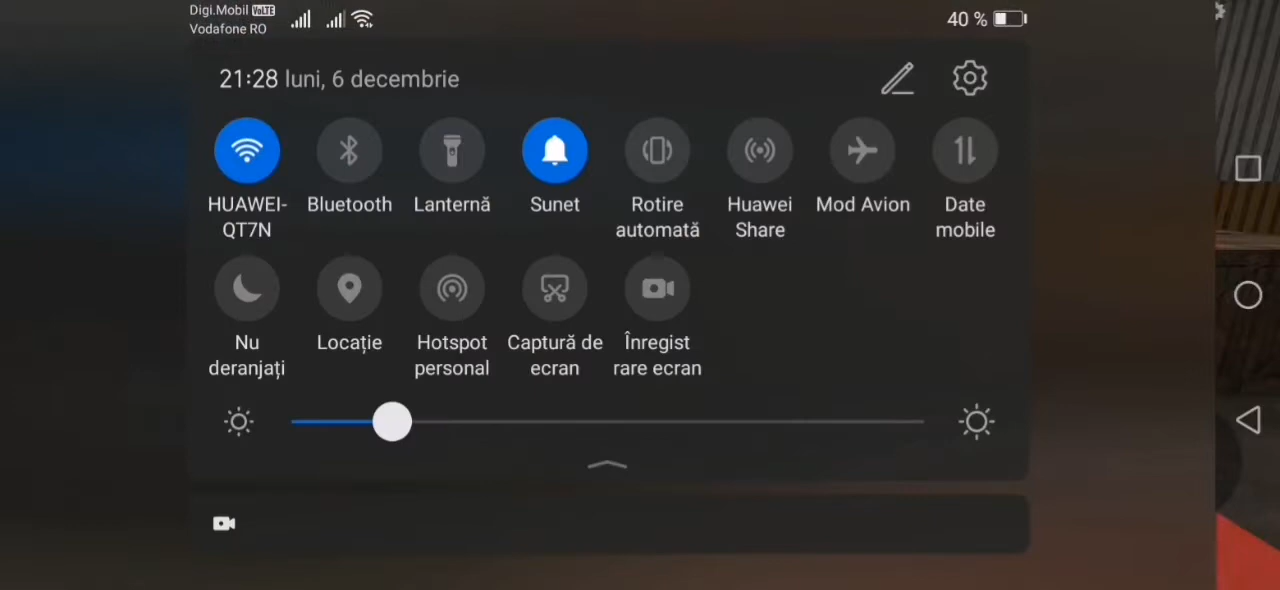 Digi.Mobil VoLTE
Vodafone RO
40 %
21:28 luni, 6 decembrie
HUAWEI-
QT7N
Bluetooth
Lanternă
Sunet
Rotire
automată
Huawei
Share
Mod Avion
Date
mobile
Nu
deranjați
Locație
Hotspot
personal
Captură de
ecran
Înregist
rare ecran